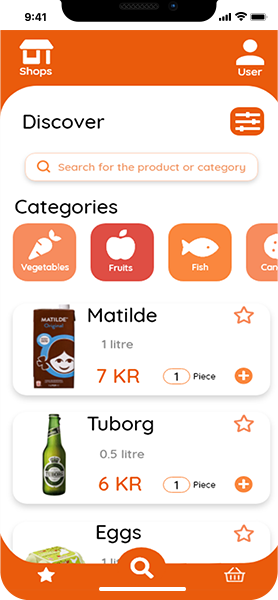 9:41
Shops
User
Discover
Search for the product or category
Categories
Vegetables
Fruits
Fish
Can
Matilde
MATILDE
Original
1 litre
7 KR
1 Piece
Tuborg
TUBORG
0.5 litre
6 KR
1 Piece
Eggs